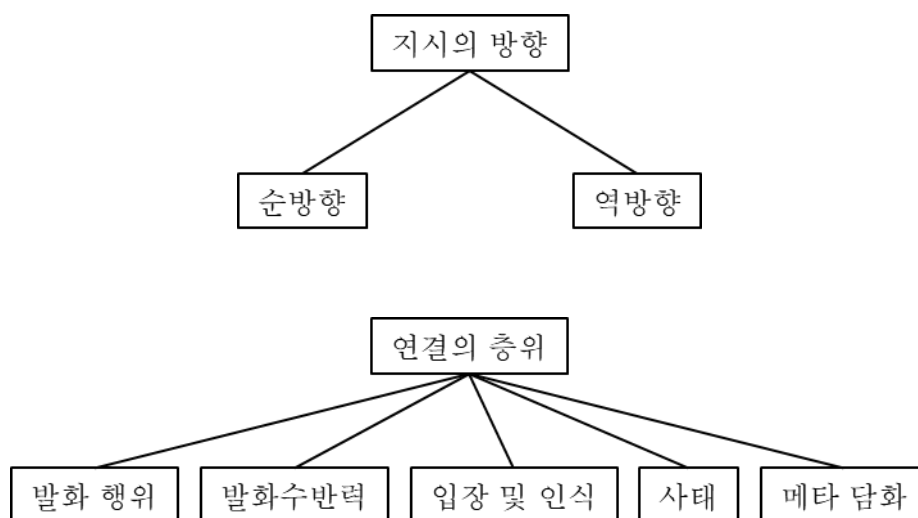 지시의 방향
순방향 역방향
연결의 층위
발화 행위 발화수반력 입장 및 인식 사태 메타 담화